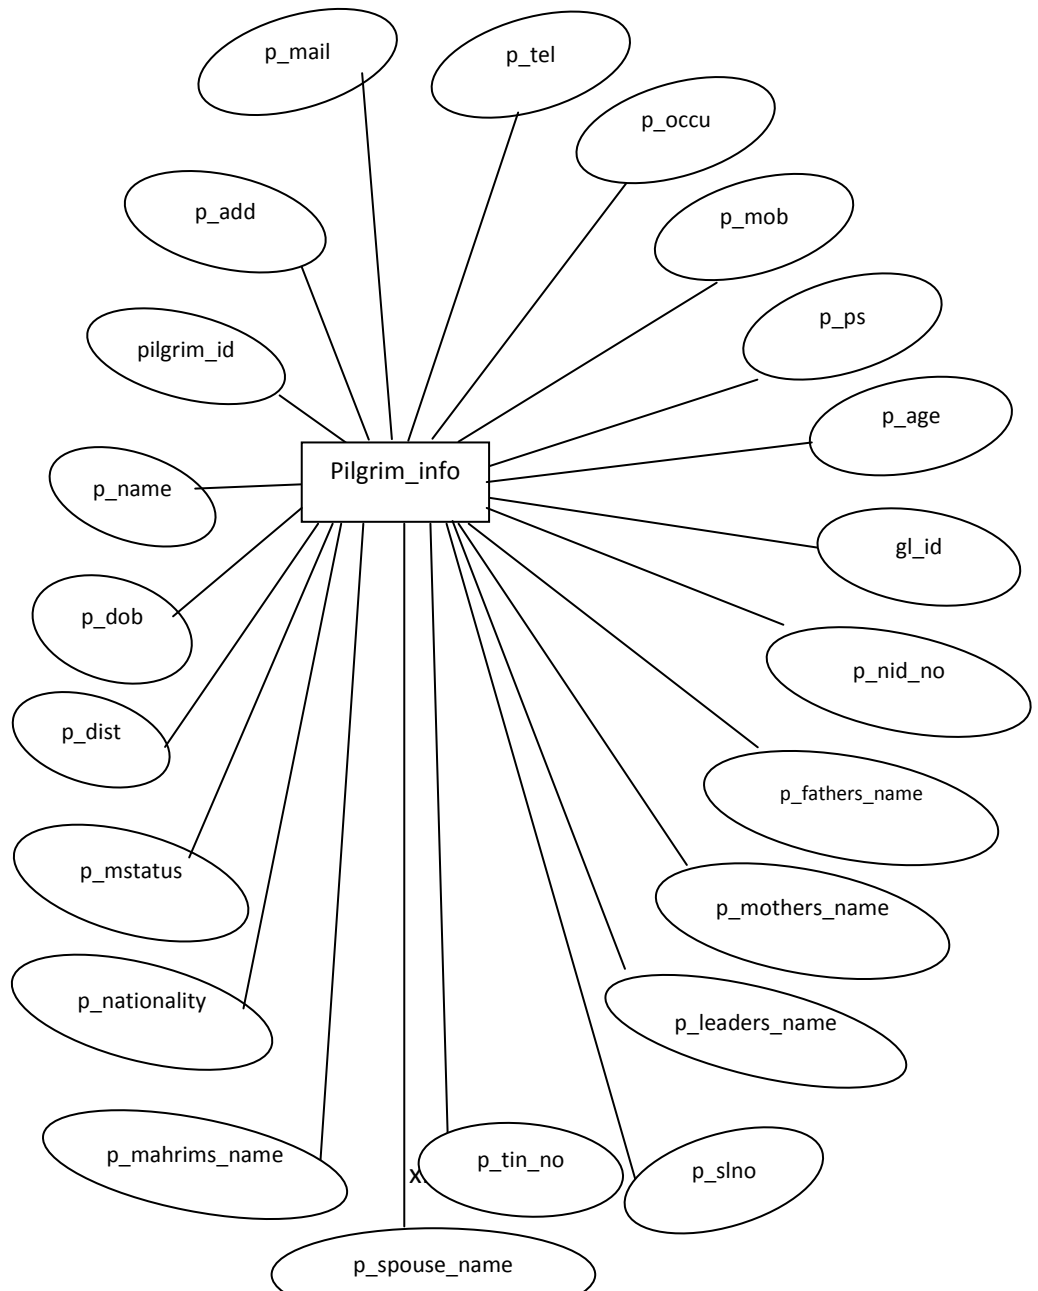 p_mail
p_tel
p_occu
p_add
p_mob
p_ps
pilgrim_id
p_age
Pilgrim_info
p_name
gl_id
p_dob
p_nid_no
p_dist
p_fathers_name
p_mstatus
p_mothers_name
p_nationality
p_leaders_name
p_mahrims_name
p_tin_no
p_slno
p_spouse_name